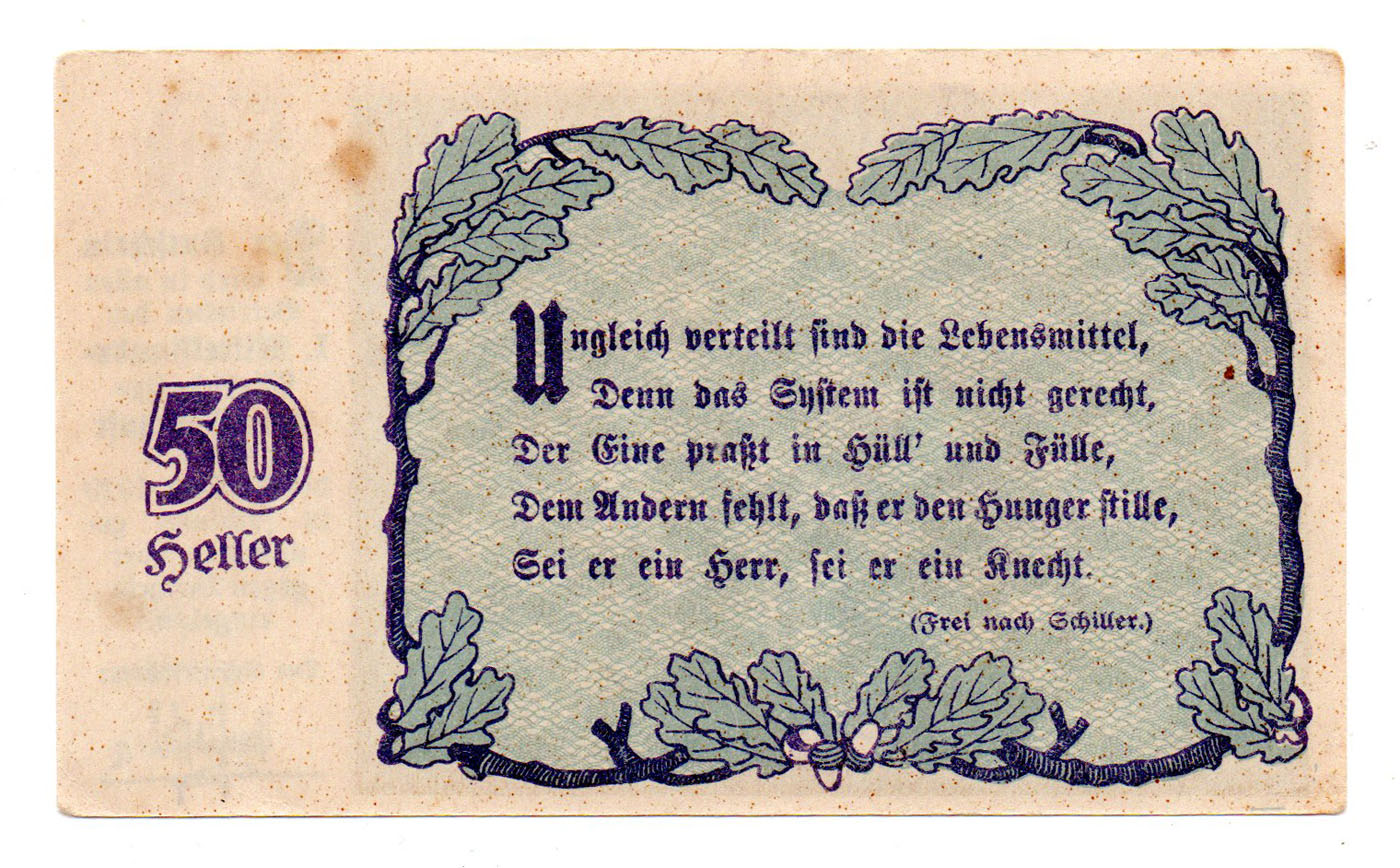 50
Heller
Ungleich verteilt sind die Lebensmittel,
Denn das System ist nicht gerecht,
Der Eine praßt in Hüll' und Fülle,
Dem Andern fehlt, daß er den Hunger stille,
Sei er ein Herr, sei er ein Knecht.
(Frei nach Schiller.)